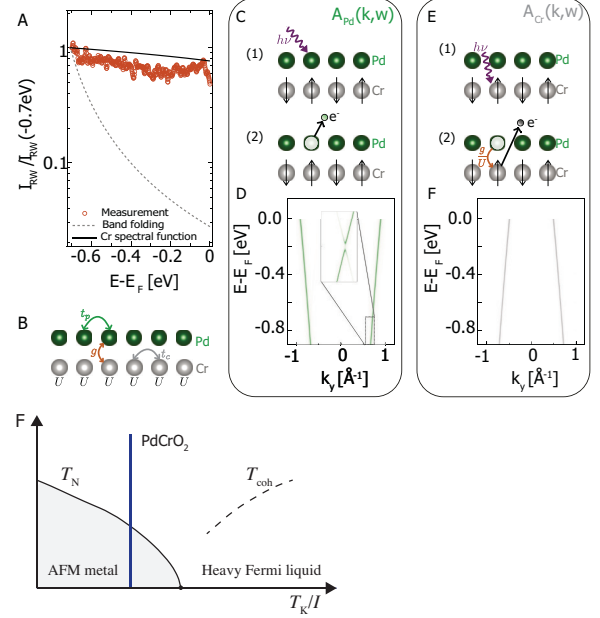 A
I_RW/I_RW(-0.7eV)
1
0.1
Measurement
Band folding
Cr spectral function
-0.6
-0.4
-0.2
0
E-E_F [eV]
B
t_p
Pd
g
t_c
Cr
U U U U U U
C
A_Pd(k,w)
(1)
hν
Pd
Cr
(2)
e⁻
Pd
Cr
D
E-E_F [eV]
0.0
-0.4
-0.8
-1
0
1
k_y [Å⁻¹]
E
A_Cr(k,w)
(1)
hν
Pd
Cr
(2)
e⁻
g/U
Pd
Cr
F
E-E_F [eV]
0.0
-0.4
-0.8
-1
0
1
k_y [Å⁻¹]
F
PdCrO₂
T_N
T_coh
AFM metal
Heavy Fermi liquid
T_K/I